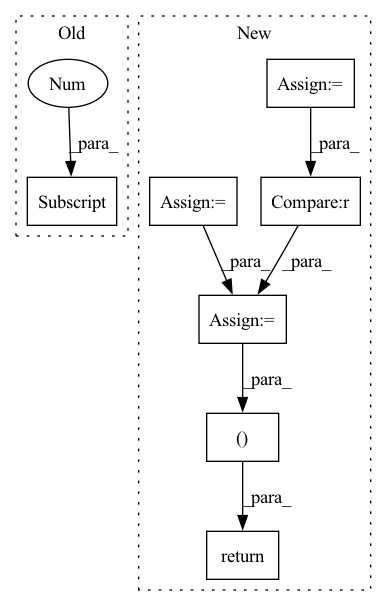 Old
New
Num
Assign:=
_para_
_para_
Subscript
Assign:=
Compare:r
_para_
_para_
Assign:=
_para_
()
_para_
return